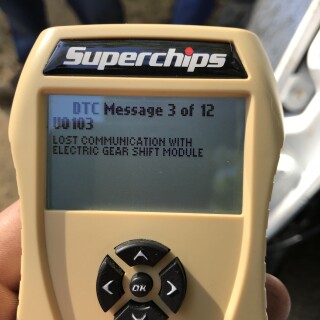 Superchips
DTC Message 3 of 12
U0103
LOST COMMUNICATION WITH
ELECTRIC GEAR SHIFT MODULE
OK